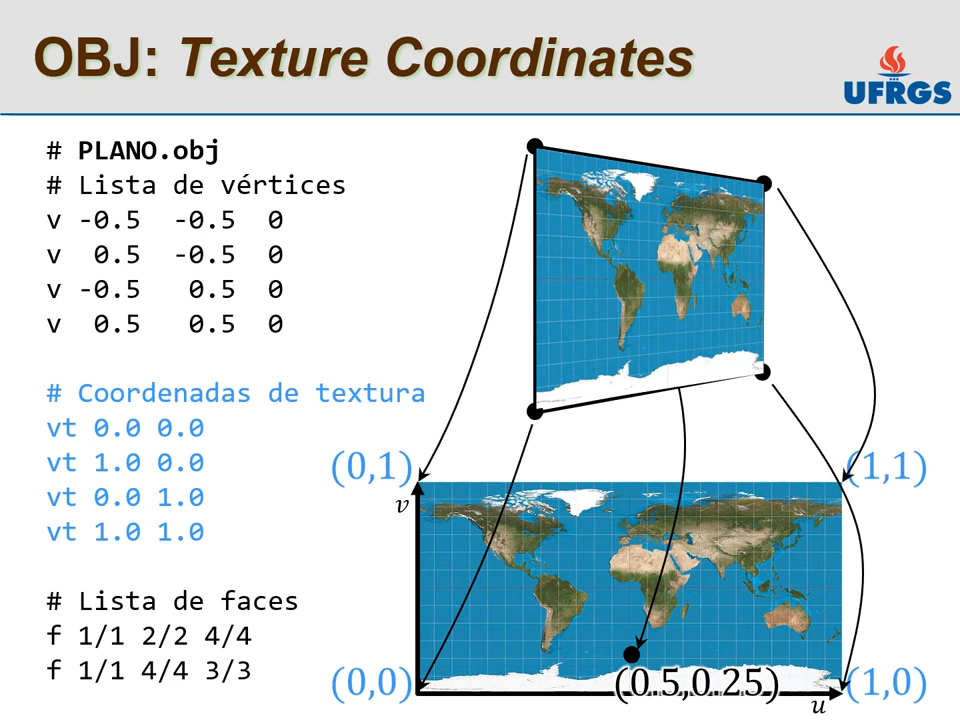 OBJ: Texture Coordinates
UFRGS
# PLANO.obj
# Lista de vértices
v -0.5 -0.5 0
v 0.5 -0.5 0
v -0.5 0.5 0
v 0.5 0.5 0
# Coordenadas de textura
vt 0.0 0.0
vt 1.0 0.0
vt 0.0 1.0
vt 1.0 1.0
# Lista de faces
f 1/1 2/2 4/4
f 1/1 4/4 3/3
(0,1)
(1,1)
v
(0.5,0.25)
(0,0)
(1,0)
u